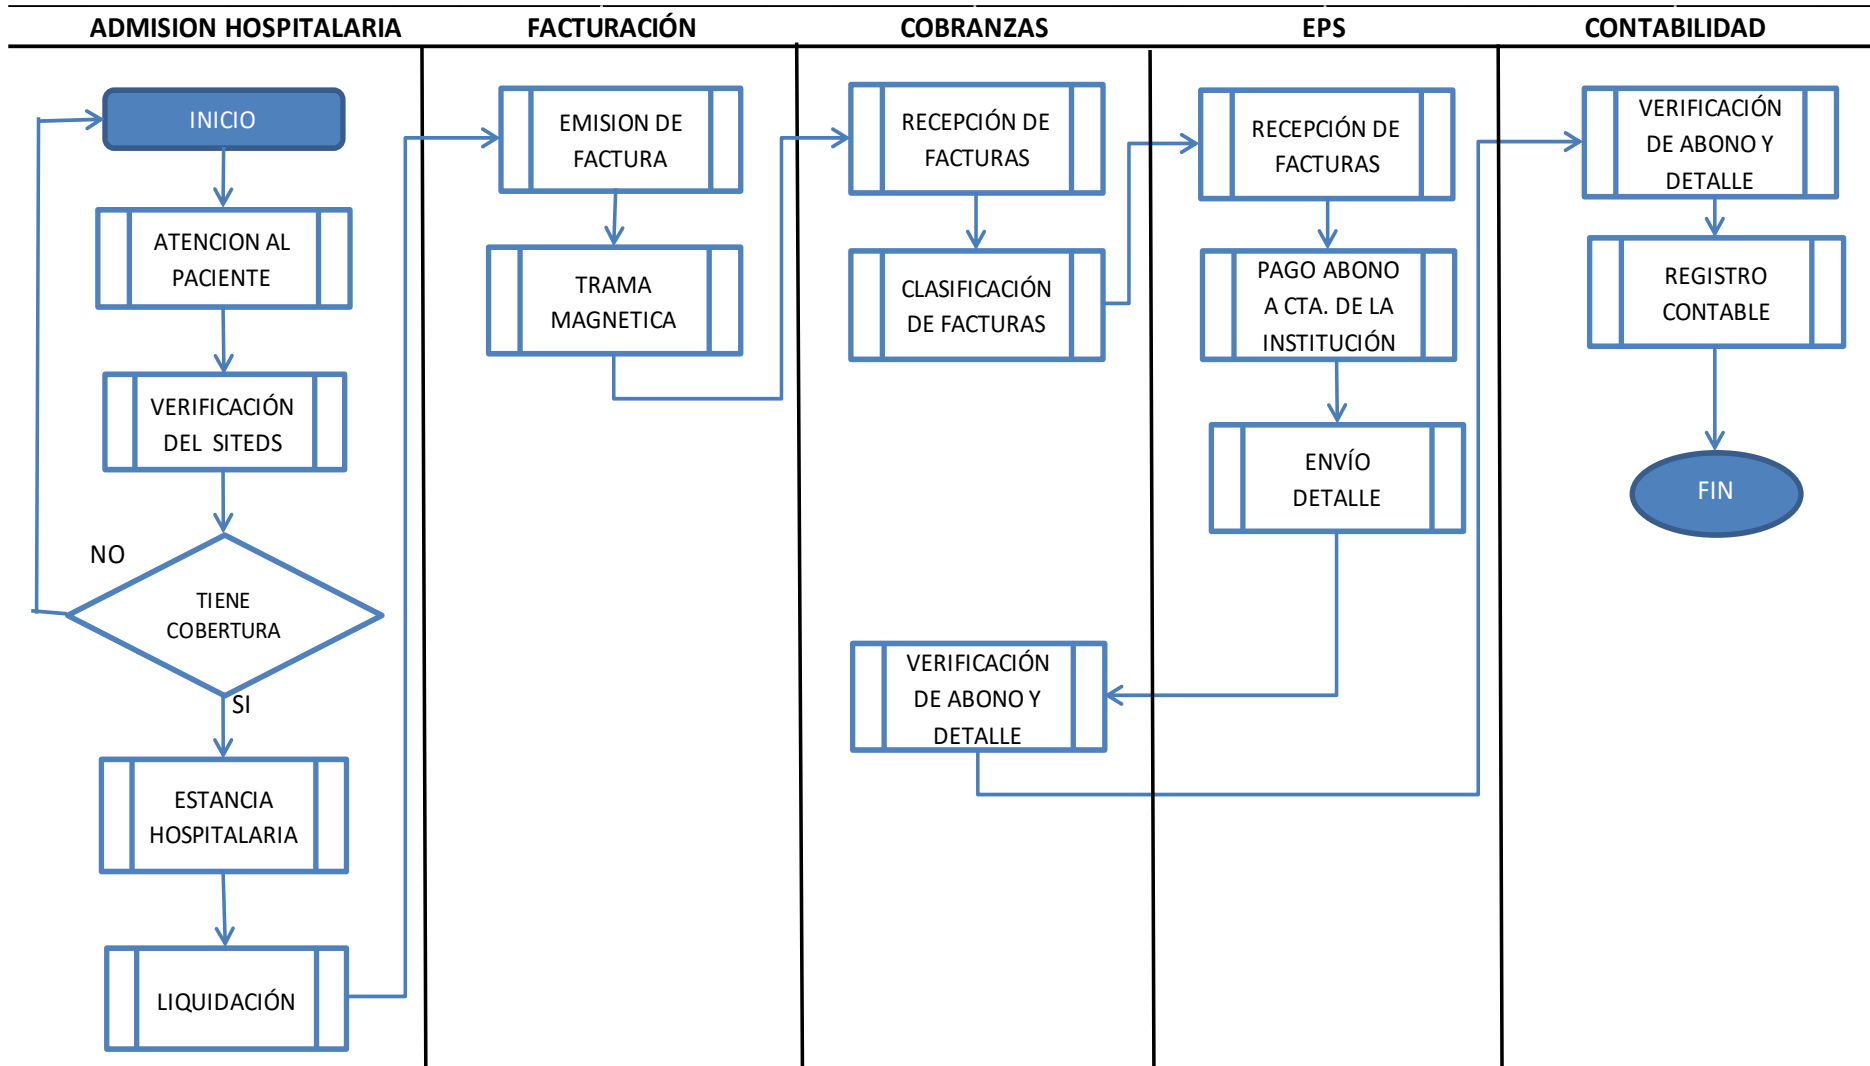 ADMISION HOSPITALARIA
FACTURACIÓN
COBRANZAS
EPS
CONTABILIDAD
INICIO
ATENCION AL
PACIENTE
VERIFICACIÓN
DEL SITEDS
NO
TIENE
COBERTURA
SI
ESTANCIA
HOSPITALARIA
LIQUIDACIÓN
EMISION DE
FACTURA
TRAMA
MAGNETICA
RECEPCIÓN DE
FACTURAS
CLASIFICACIÓN
DE FACTURAS
VERIFICACIÓN
DE ABONO Y
DETALLE
RECEPCIÓN DE
FACTURAS
PAGO ABONO
A CTA. DE LA
INSTITUCIÓN
ENVÍO
DETALLE
VERIFICACIÓN
DE ABONO Y
DETALLE
REGISTRO
CONTABLE
FIN